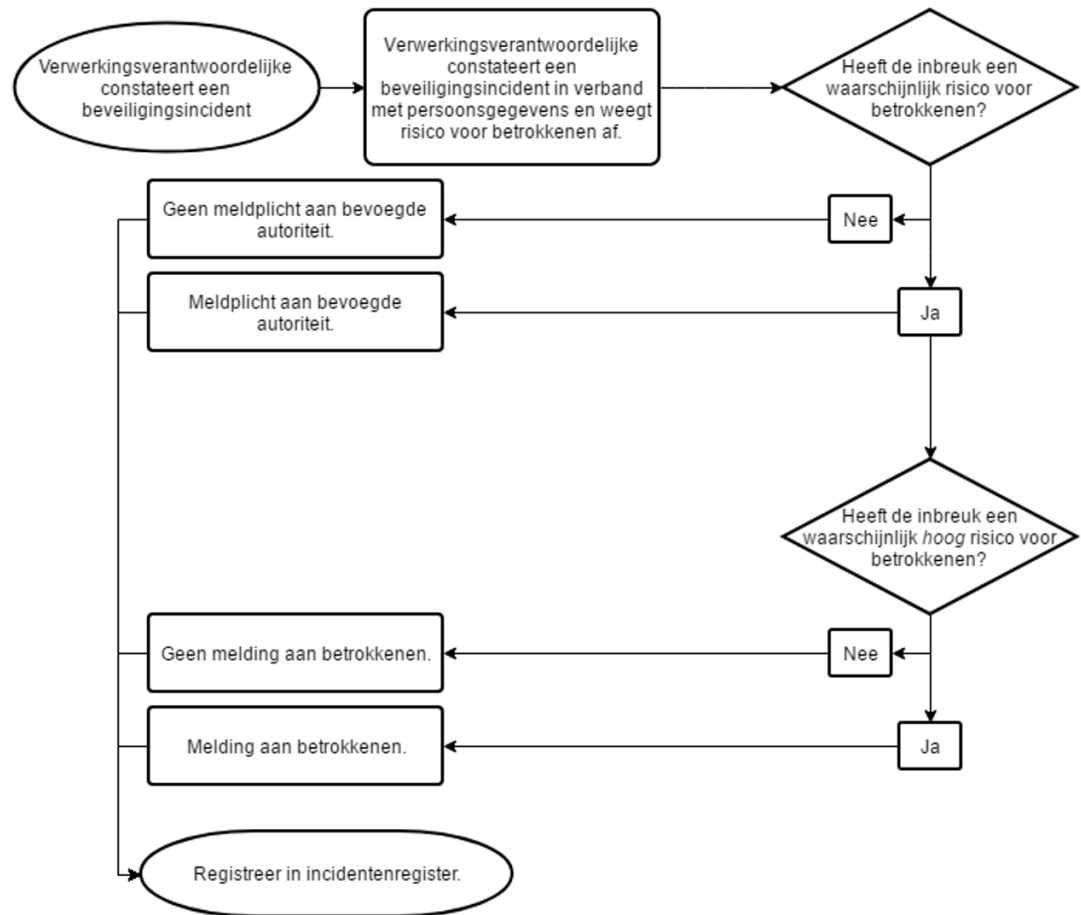 Verwerkingsverantwoordelijke
constateert een
beveiligingsincident
Verwerkingsverantwoordelijke
constateert een
beveiligingsincident in verband
met persoonsgegevens en weegt
risico voor betrokkenen af.
Heeft de inbreuk een
waarschijnlijk risico voor
betrokkenen?
Geen meldplicht aan bevoegde
autoriteit.
Nee
Meldplicht aan bevoegde
autoriteit.
Ja
Heeft de inbreuk een
waarschijnlijk hoog risico voor
betrokkenen?
Geen melding aan betrokkenen.
Nee
Melding aan betrokkenen.
Ja
Registreer in incidentenregister.